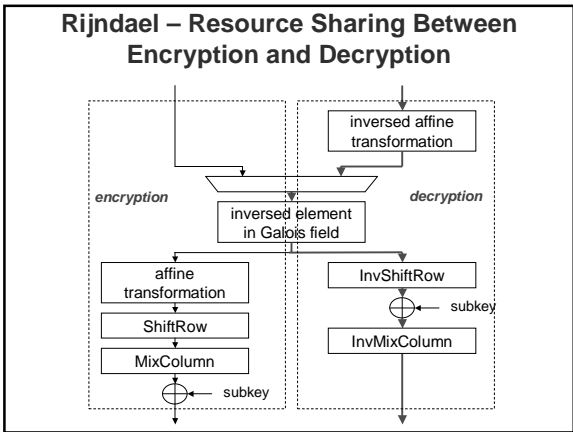 Rijndael – Resource Sharing Between
Encryption and Decryption
inversed affine
transformation
encryption
decryption
inversed element
in Galois field
affine
transformation
InvShiftRow
subkey
ShiftRow
InvMixColumn
MixColumn
subkey